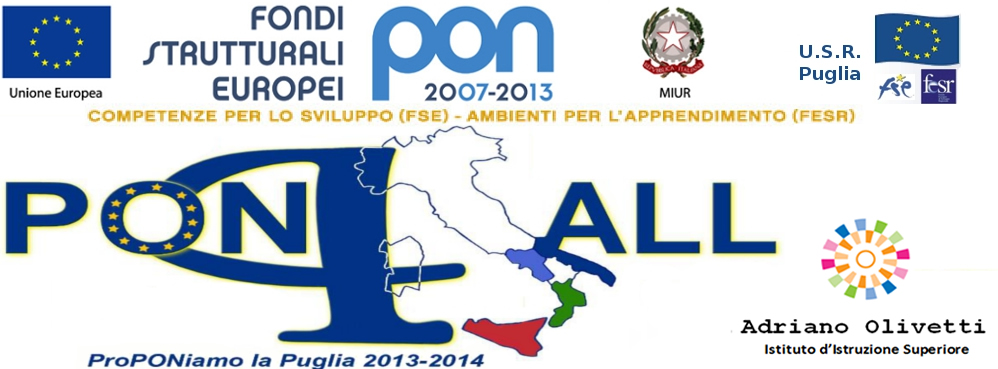 Unione Europea
FONDI
STRUTTURALI
EUROPEI
pon
2007-2013
MIUR
U.S.R.
Puglia
fse
fesr
COMPETENZE PER LO SVILUPPO (FSE) - AMBIENTI PER L'APPRENDIMENTO (FESR)
PON 4 ALL
ProPONiamo la Puglia 2013-2014
Adriano Olivetti
Istituto d'Istruzione Superiore